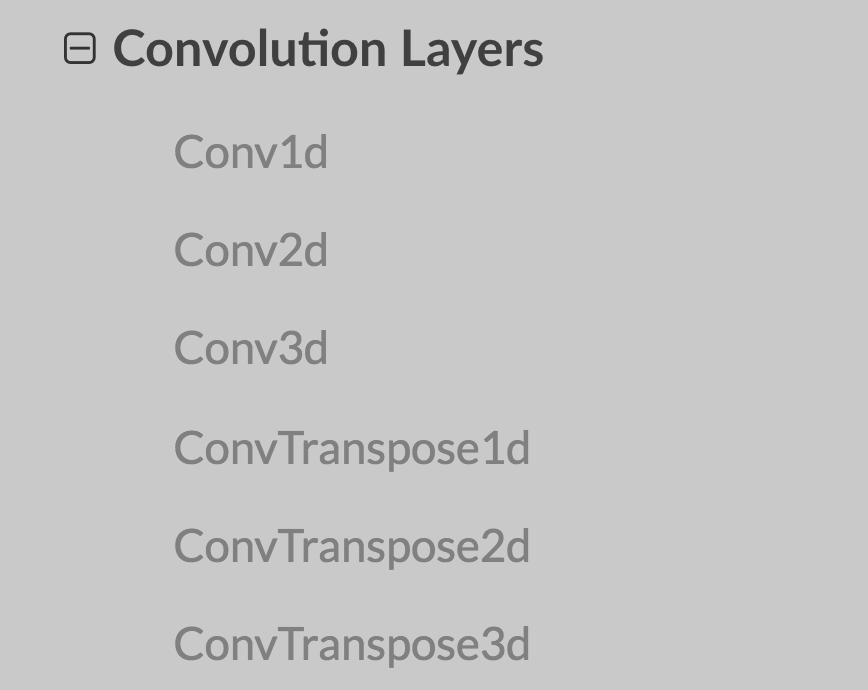 Convolution Layers
Conv1d
Conv2d
Conv3d
ConvTranspose1d
ConvTranspose2d
ConvTranspose3d